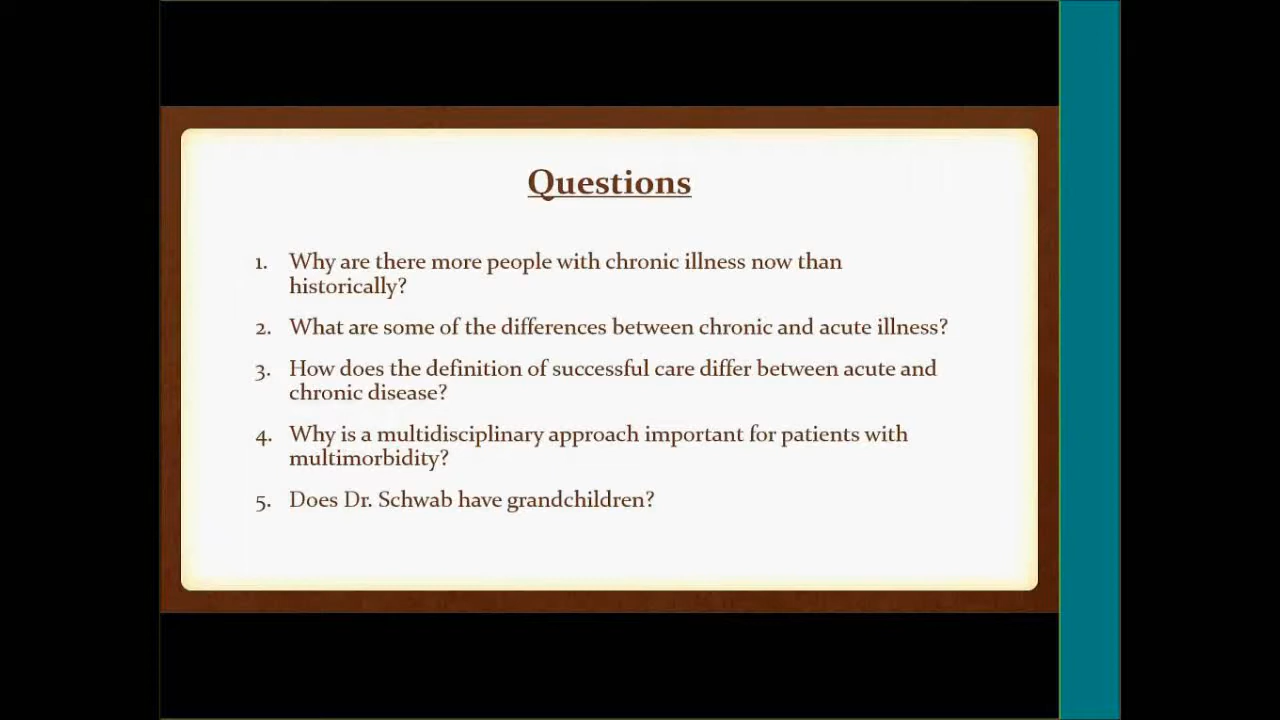 Questions
1. Why are there more people with chronic illness now than
historically?
2. What are some of the differences between chronic and acute illness?
3. How does the definition of successful care differ between acute and
chronic disease?
4. Why is a multidisciplinary approach important for patients with
multimorbidity?
5. Does Dr. Schwab have grandchildren?